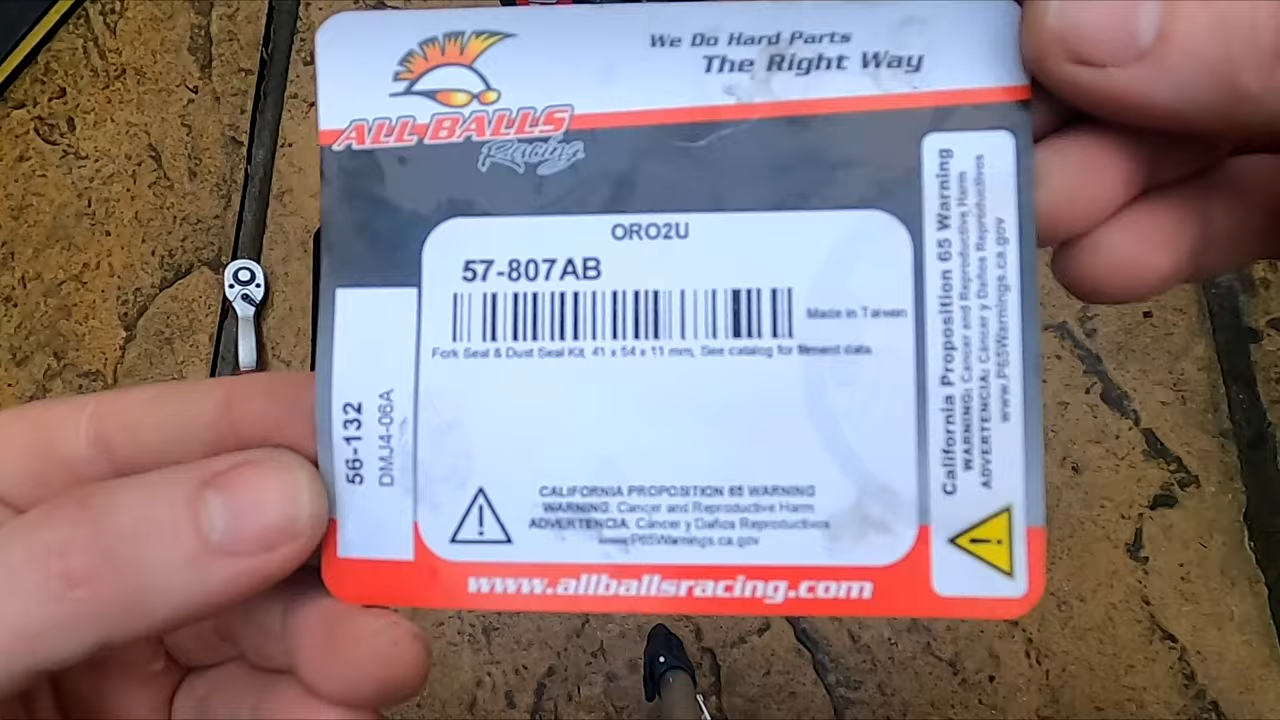 We Do Hard Parts
The Right Way
ALL BALLS
Racing
ORO2U
57-807AB
Made in Taiwan
Fork Seal & Dust Seal Kit, 41 x 54 x 11 mm, See catalog for fitment data
56-132
DMJ4-06A
CALIFORNIA PROPOSITION 65 WARNING
WARNING: Cancer and Reproductive Harm
ADVERTENCIA: Cáncer y Daños Reproductivos
www.P65Warnings.ca.gov
California Proposition 65 Warning
WARNING: Cancer and Reproductive Harm
ADVERTENCIA: Cáncer y Daños Reproductivos
www.P65Warnings.ca.gov
www.allballsracing.com